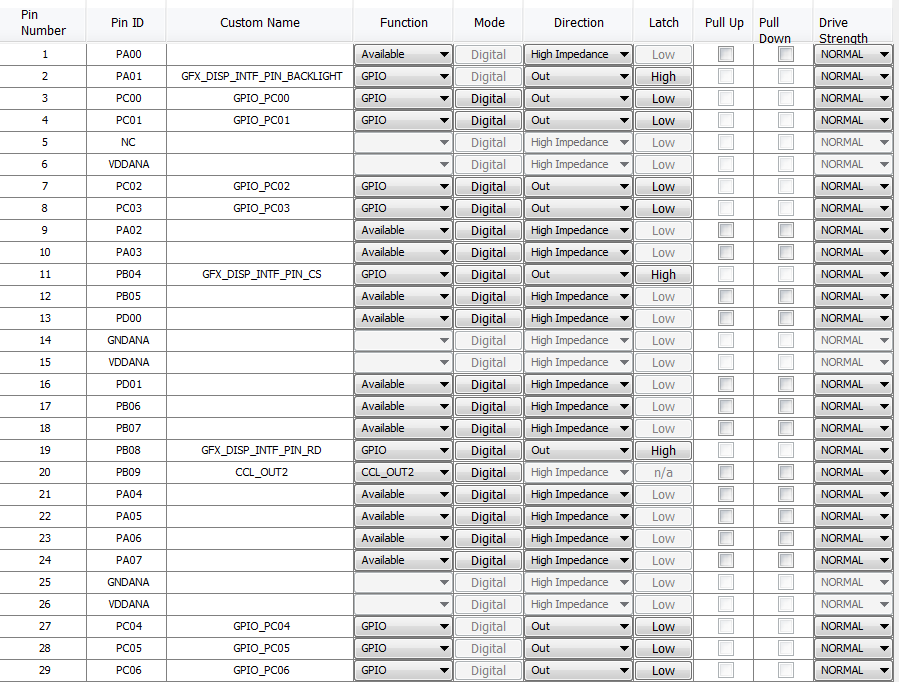 Pin Number Pin ID Custom Name Function Mode Direction Latch Pull Up Pull Down Drive Strength
1 PA00 Available Digital High Impedance Low NORMAL
2 PA01 GFX_DISP_INTF_PIN_BACKLIGHT GPIO Digital Out High NORMAL
3 PC00 GPIO_PC00 GPIO Digital Out Low NORMAL
4 PC01 GPIO_PC01 GPIO Digital Out Low NORMAL
5 NC Digital High Impedance Low NORMAL
6 VDDANA Digital High Impedance Low NORMAL
7 PC02 GPIO_PC02 GPIO Digital Out Low NORMAL
8 PC03 GPIO_PC03 GPIO Digital Out Low NORMAL
9 PA02 Available Digital High Impedance Low NORMAL
10 PA03 Available Digital High Impedance Low NORMAL
11 PB04 GFX_DISP_INTF_PIN_CS GPIO Digital Out High NORMAL
12 PB05 Available Digital High Impedance Low NORMAL
13 PD00 Available Digital High Impedance Low NORMAL
14 GNDANA Digital High Impedance Low NORMAL
15 VDDANA Digital High Impedance Low NORMAL
16 PD01 Available Digital High Impedance Low NORMAL
17 PB06 Available Digital High Impedance Low NORMAL
18 PB07 Available Digital High Impedance Low NORMAL
19 PB08 GFX_DISP_INTF_PIN_RD GPIO Digital Out High NORMAL
20 PB09 CCL_OUT2 CCL_OUT2 Digital High Impedance n/a NORMAL
21 PA04 Available Digital High Impedance Low NORMAL
22 PA05 Available Digital High Impedance Low NORMAL
23 PA06 Available Digital High Impedance Low NORMAL
24 PA07 Available Digital High Impedance Low NORMAL
25 GNDANA Digital High Impedance Low NORMAL
26 VDDANA Digital High Impedance Low NORMAL
27 PC04 GPIO_PC04 GPIO Digital Out Low NORMAL
28 PC05 GPIO_PC05 GPIO Digital Out Low NORMAL
29 PC06 GPIO_PC06 GPIO Digital Out Low NORMAL